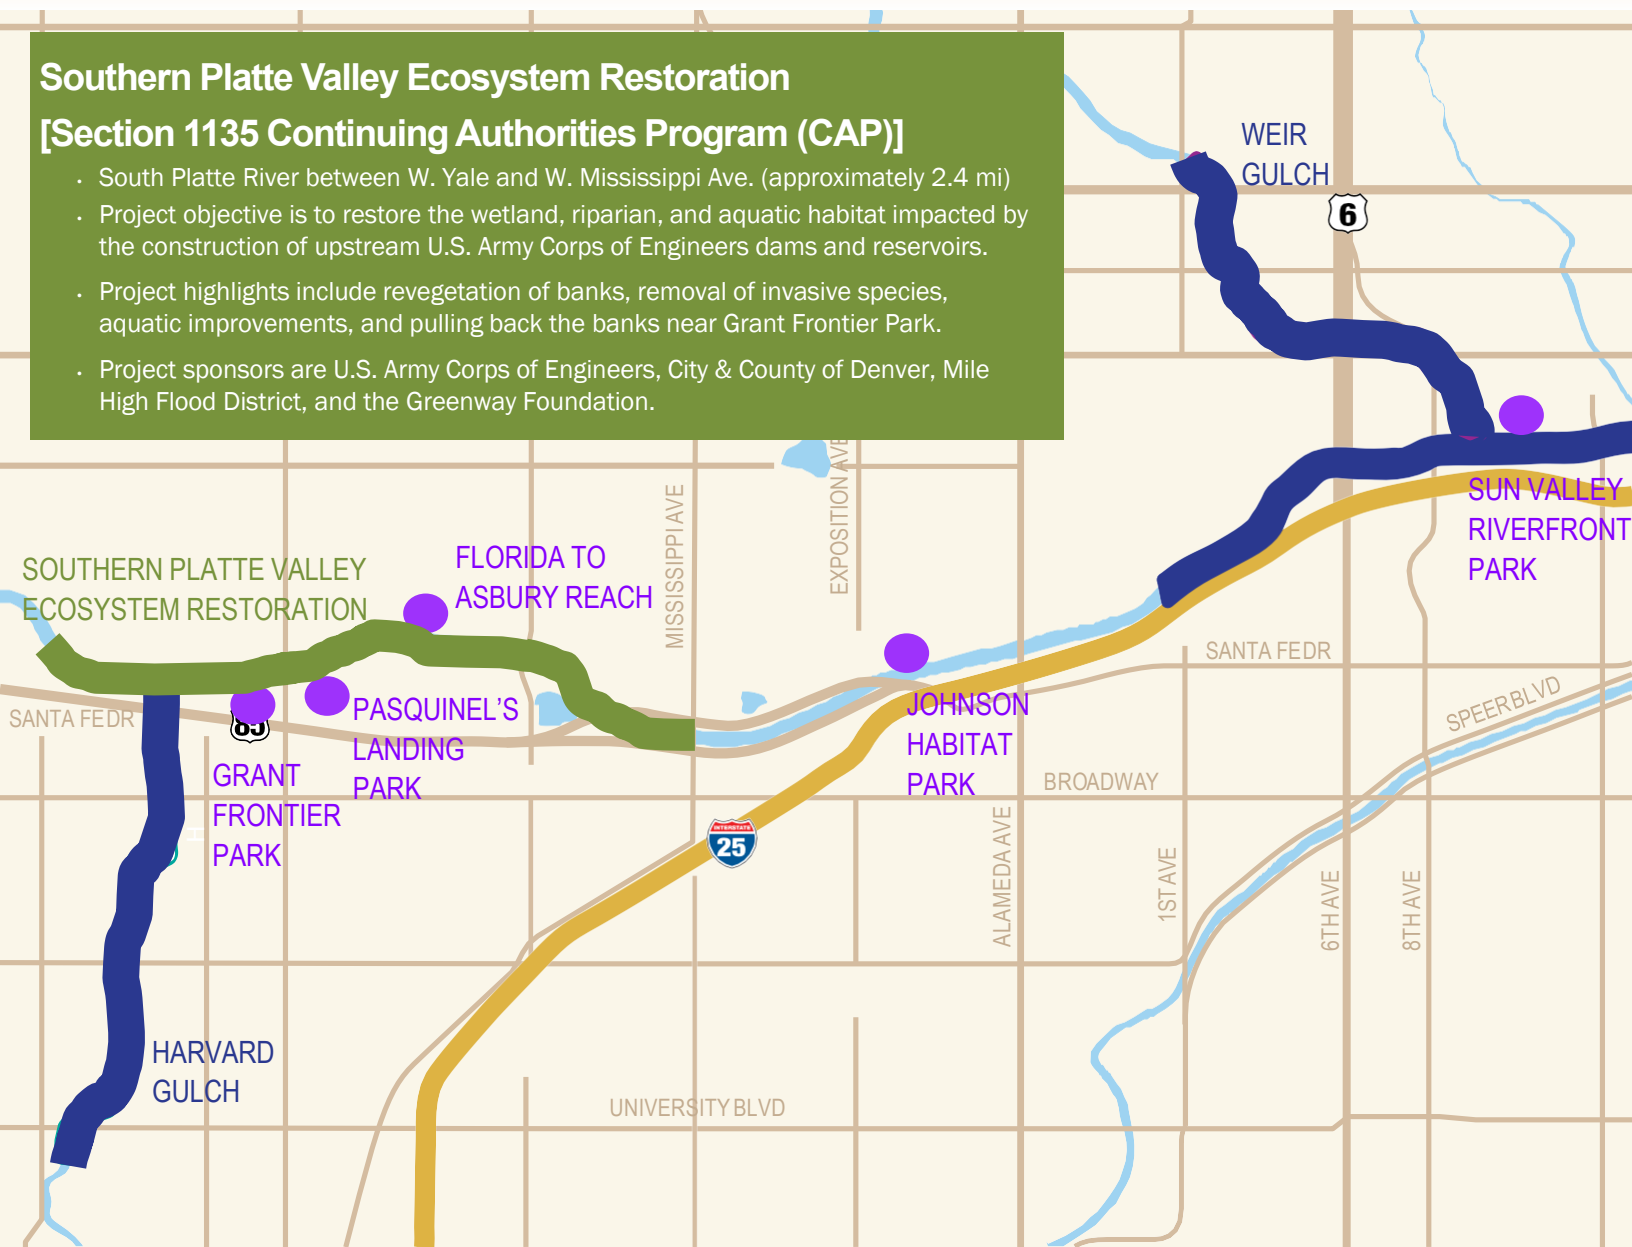 Southern Platte Valley Ecosystem Restoration
[Section 1135 Continuing Authorities Program (CAP)]
• South Platte River between W. Yale and W. Mississippi Ave. (approximately 2.4 mi)
• Project objective is to restore the wetland, riparian, and aquatic habitat impacted by
the construction of upstream U.S. Army Corps of Engineers dams and reservoirs.
• Project highlights include revegetation of banks, removal of invasive species,
aquatic improvements, and pulling back the banks near Grant Frontier Park.
• Project sponsors are U.S. Army Corps of Engineers, City & County of Denver, Mile
High Flood District, and the Greenway Foundation.
WEIR
GULCH
6
SUN VALLEY
RIVERFRONT
PARK
MISSISSIPPI AVE
EXPOSITION AVE
SOUTHERN PLATTE VALLEY
ECOSYSTEM RESTORATION
FLORIDA TO
ASBURY REACH
SANTA FE DR
SANTA FE DR
85
PASQUINEL'S
LANDING
PARK
JOHNSON
HABITAT
PARK
SPEER BLVD
GRANT
FRONTIER
PARK
BROADWAY
INTERSTATE
25
ALAMEDA AVE
1ST AVE
6TH AVE
8TH AVE
HARVARD
GULCH
UNIVERSITY BLVD